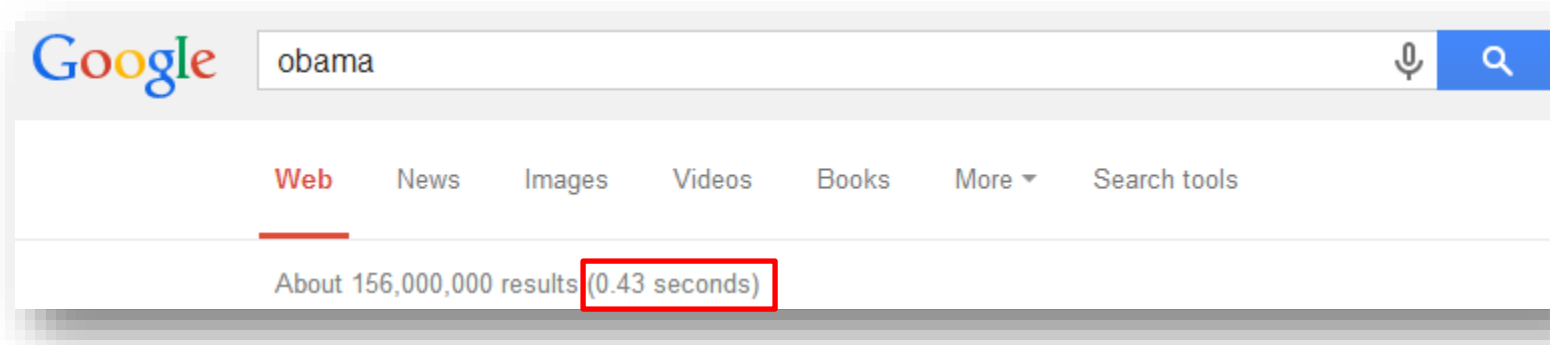 Google obama
Web News Images Videos Books More Search tools
About 156,000,000 results (0.43 seconds)